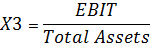 X3 = EBIT / Total Assets